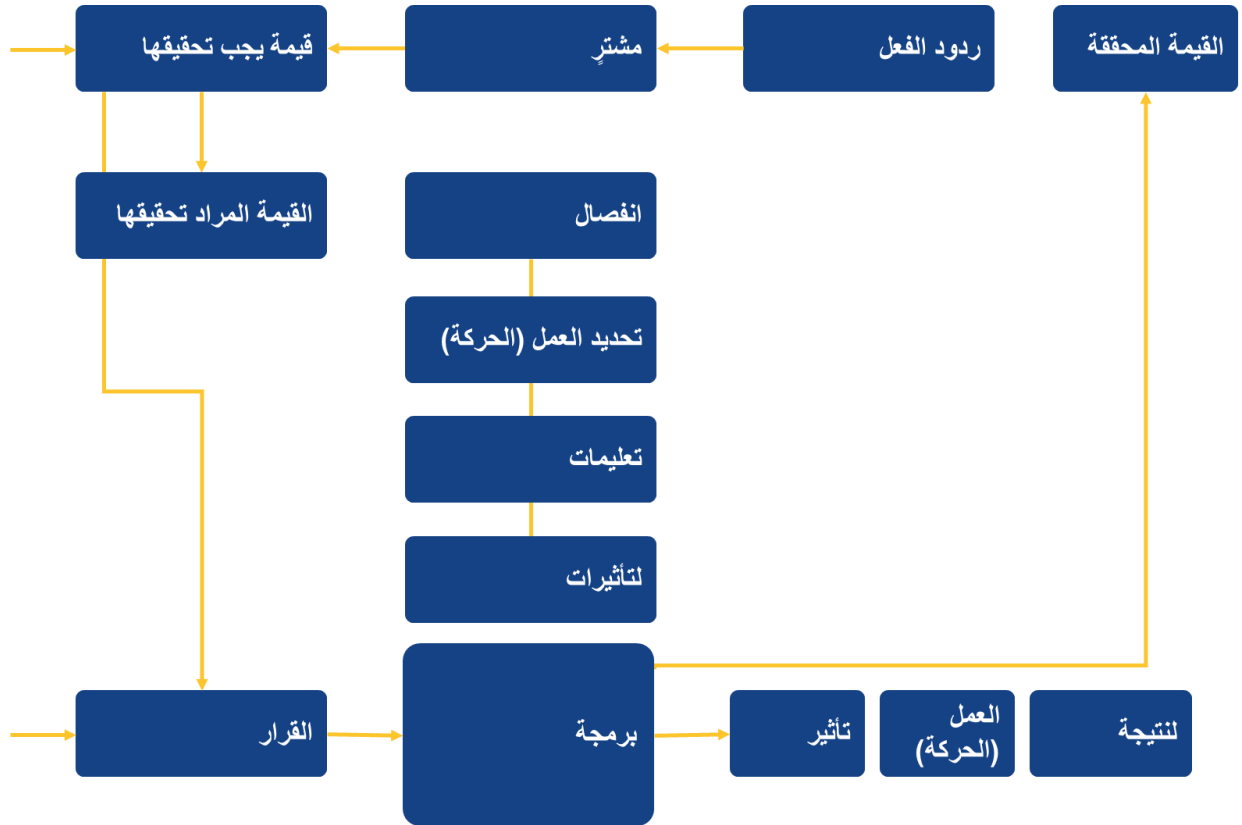 القيمة المحققة
ردود الفعل
مشترٍ
قيمة يجب تحقيقها
القيمة المراد تحقيقها
انفصال
تحديد العمل (الحركة)
تعليمات
لتأثيرات
القرار
برمجة
تأثير
العمل
(الحركة)
لنتيجة